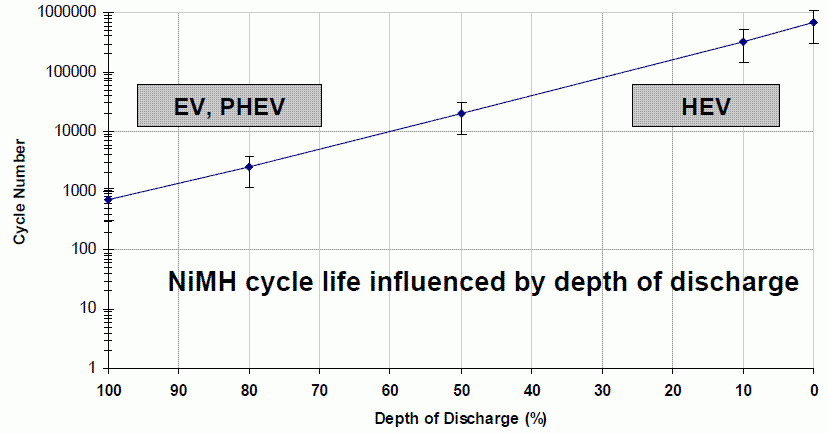 1000000
100000
10000
1000
100
10
1
Cycle Number
EV, PHEV
HEV
NiMH cycle life influenced by depth of discharge
100 90 80 70 60 50 40 30 20 10 0
Depth of Discharge (%)